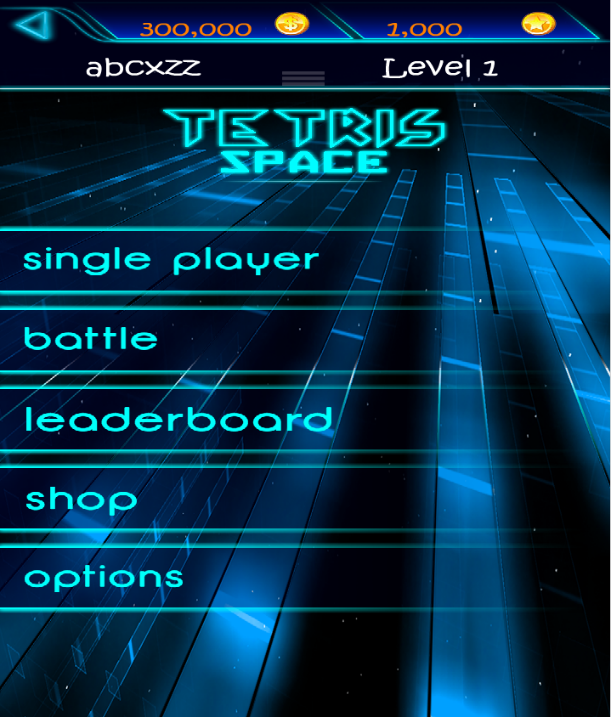 300,000 1,000
abcxzz Level 1
TETRIS
SPACE
single player
battle
leaderboard
shop
options